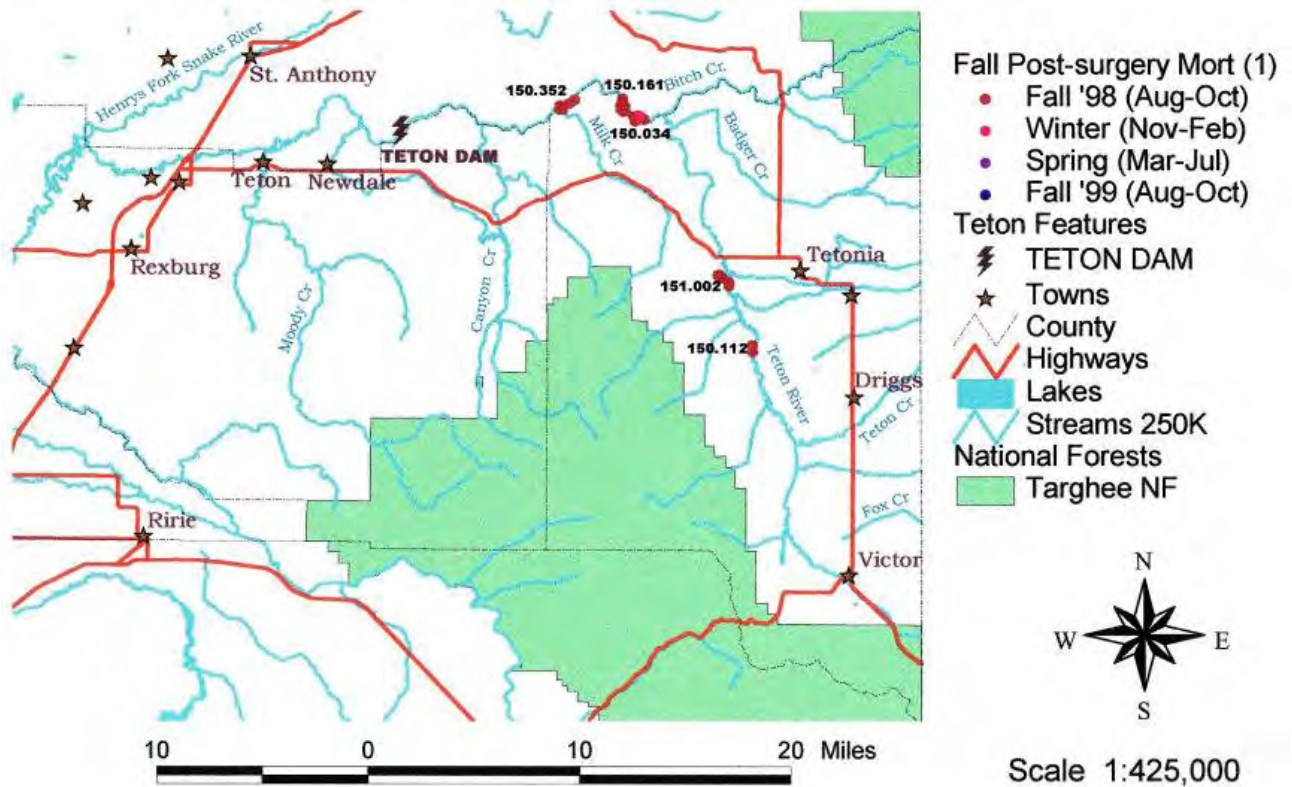 Henrys Fork Snake River
St. Anthony
Bitch Cr.
150.352
150.161
150.034
TETON DAM
Milk Cr
Badger Cr
Teton
Newdale
Rexburg
Moody Cr
Canyon Cr
Tetonia
151.002
150.112
Teton River
Driggs
Teton Cr
Fox Cr
Ririe
Victor
10 0 10 20 Miles
Fall Post-surgery Mort (1)
Fall '98 (Aug-Oct)
Winter (Nov-Feb)
Spring (Mar-Jul)
Fall '99 (Aug-Oct)
Teton Features
TETON DAM
Towns
County
Highways
Lakes
Streams 250K
National Forests
Targhee NF
N
W E
S
Scale 1:425,000